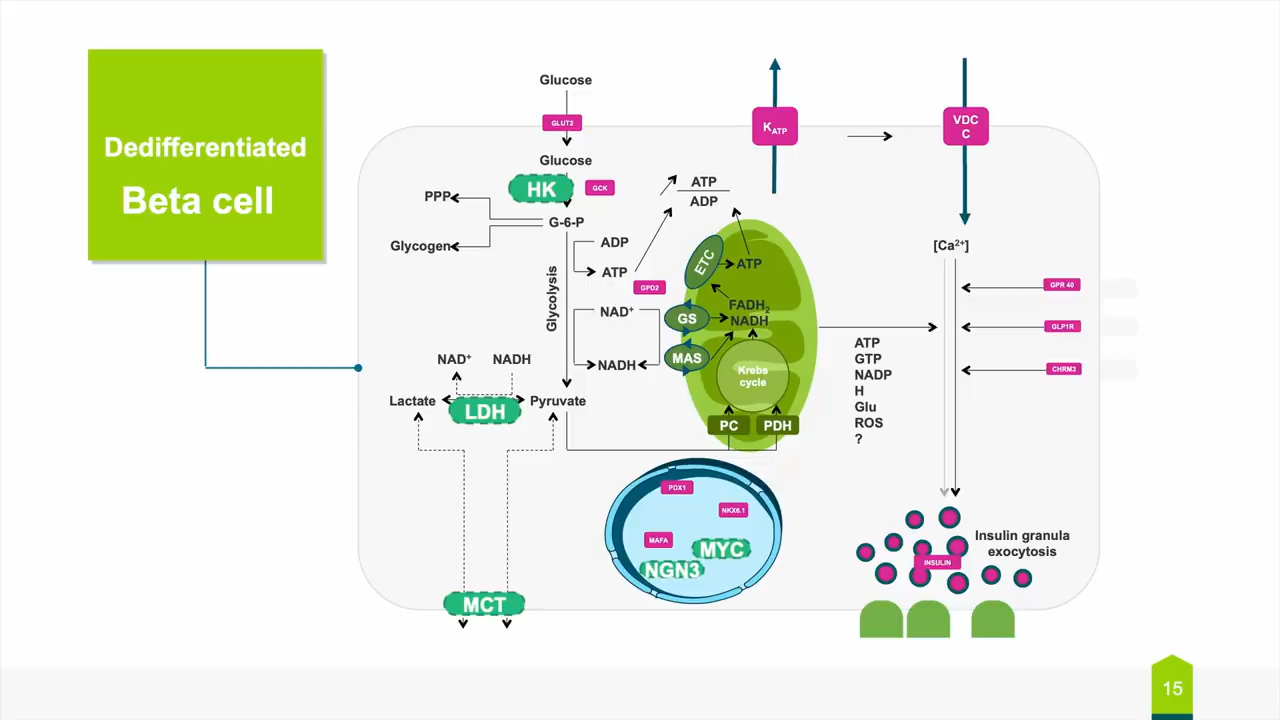 Dedifferentiated
Beta cell
Glucose
GLUT2
Glucose
HK
GCK
PPP
G-6-P
Glycogen
ADP
ATP
GPD2
Glycolysis
NAD⁺
NADH
NAD⁺
NADH
Lactate
LDH
Pyruvate
MCT
K ATP
VDC
C
ATP
ADP
ETC
ATP
FADH₂
NADH
GS
MAS
Krebs
cycle
PC
PDH
[Ca²⁺]
GPR 40
GLP1R
CHRM3
ATP
GTP
NADP
H
Glu
ROS
?
PDX1
NKX6.1
MAFA
MYC
NGN3
Insulin granula
exocytosis
INSULIN
15